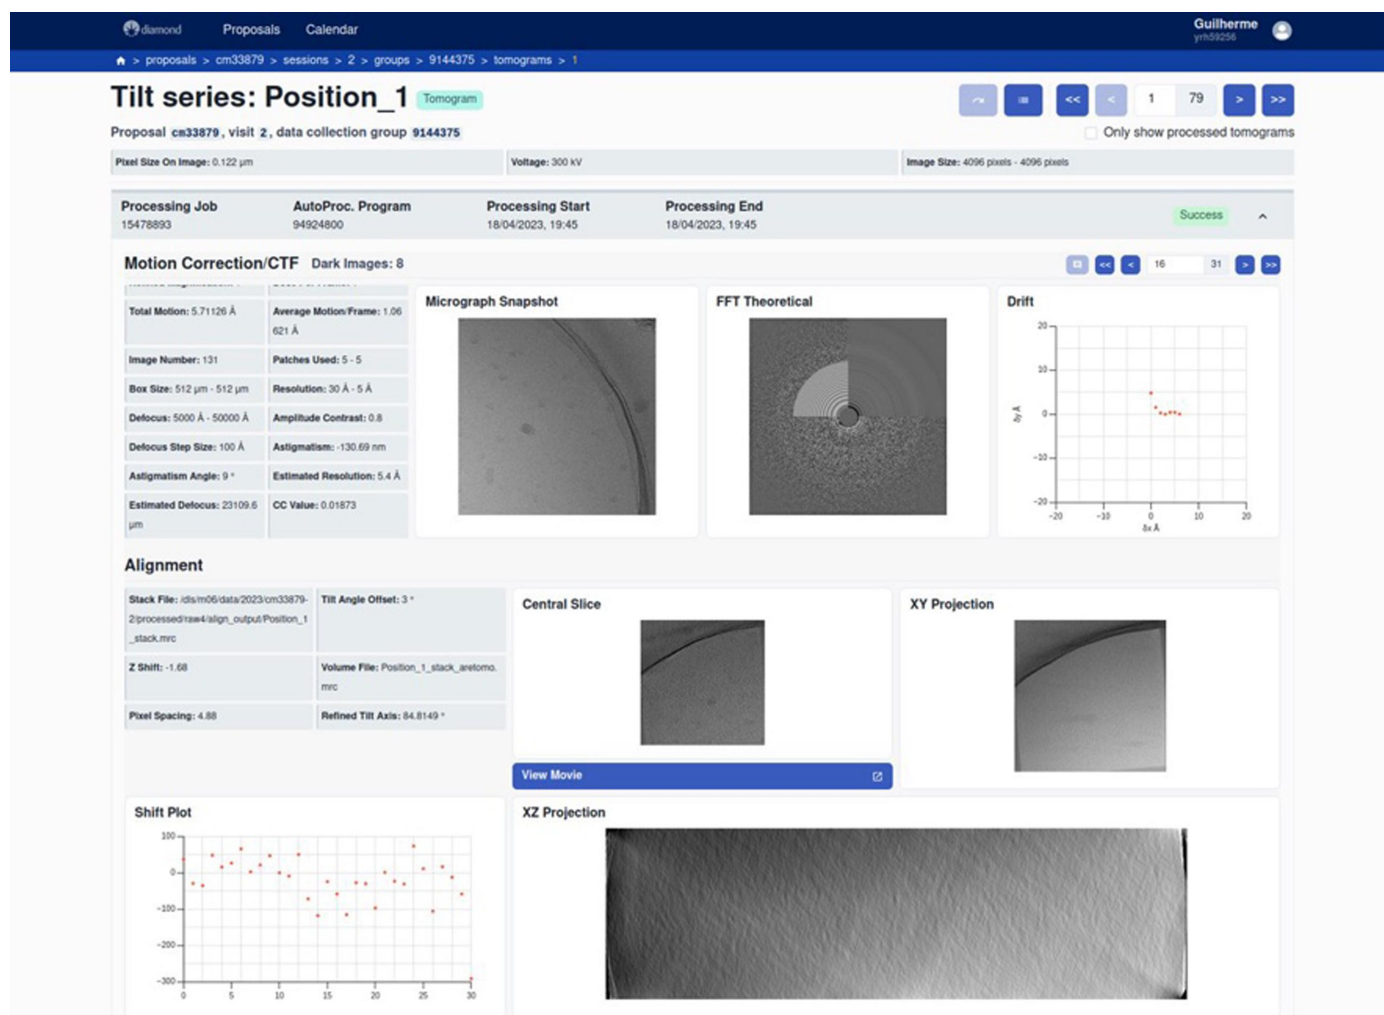 diamond Proposals Calendar Guilherme
yrh59256
> proposals > cm33879 > sessions > 2 > groups > 9144375 > tomograms > 1
Tilt series: Position_1 Tomogram << < 1 79 > >>
Proposal cm33879, visit 2, data collection group 9144375 Only show processed tomograms
Pixel Size On Image: 0.122 μm Voltage: 300 kV Image Size: 4096 pixels - 4096 pixels
Processing Job AutoProc. Program Processing Start Processing End
15478893 94924800 18/04/2023, 19:45 18/04/2023, 19:45 Success
Motion Correction/CTF Dark Images: 8 << < 16 31 > >>
Total Motion: 5.71126 Å Average Motion/Frame: 1.06
621 Å
Image Number: 131 Patches Used: 5 - 5
Box Size: 512 μm - 512 μm Resolution: 30 Å - 5 Å
Defocus: 5000 Å - 50000 Å Amplitude Contrast: 0.8
Defocus Step Size: 100 Å Astigmatism: -130.69 nm
Astigmatism Angle: 9 ° Estimated Resolution: 5.4 Å
Estimated Defocus: 23109.6 CC Value: 0.01873
μm
Micrograph Snapshot
FFT Theoretical
Drift
20
10
0
-10
-20
δy Å
-20 -10 0 10 20
δx Å
Alignment
Stack File: /dls/m06/data/2023/cm33879-
2/processed/raw4/align_output/Position_1
_stack.mrc
Tilt Angle Offset: 3 °
Z Shift: -1.68 Volume File: Position_1_stack_aretomo.
mrc
Pixel Spacing: 4.88 Refined Tilt Axis: 84.8149 °
Central Slice
View Movie
XY Projection
Shift Plot
100
0
-100
-200
-300
0 5 10 15 20 25 30
XZ Projection